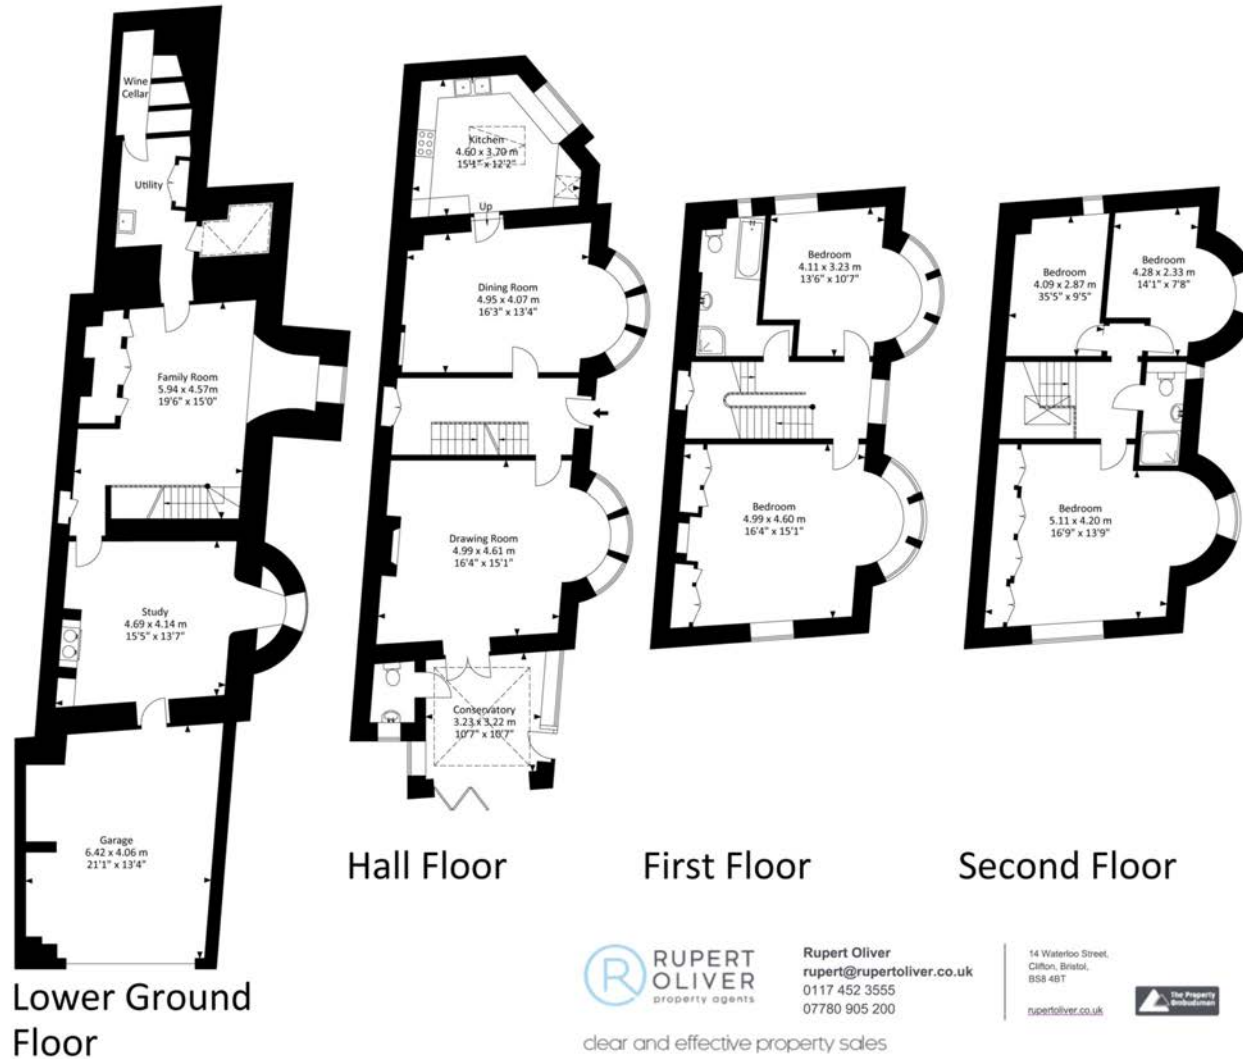 Wine
Cellar
Utility
Family Room
5.94 x 4.57m
19'6" x 15'0"
Study
4.69 x 4.14 m
15'5" x 13'7"
Garage
6.42 x 4.06 m
21'1" x 13'4"
Lower Ground
Floor
Kitchen
4.60 x 3.70 m
15'1" x 12'2"
Up
Dining Room
4.95 x 4.07 m
16'3" x 13'4"
Drawing Room
4.99 x 4.61 m
16'4" x 15'1"
Conservatory
3.23 x 3.22 m
10'7" x 10'7"
Hall Floor
Bedroom
4.11 x 3.23 m
13'6" x 10'7"
Bedroom
4.99 x 4.60 m
16'4" x 15'1"
First Floor
Bedroom
4.09 x 2.87 m
35'5" x 9'5"
Bedroom
4.28 x 2.33 m
14'1" x 7'8"
Bedroom
5.11 x 4.20 m
16'9" x 13'9"
Second Floor
R
RUPERT
OLIVER
property agents
clear and effective property sales
Rupert Oliver
rupert@rupertoliver.co.uk
0117 452 3555
07780 905 200
14 Waterloo Street,
Clifton, Bristol,
BS8 4BT
rupertoliver.co.uk
The Property
Ombudsman